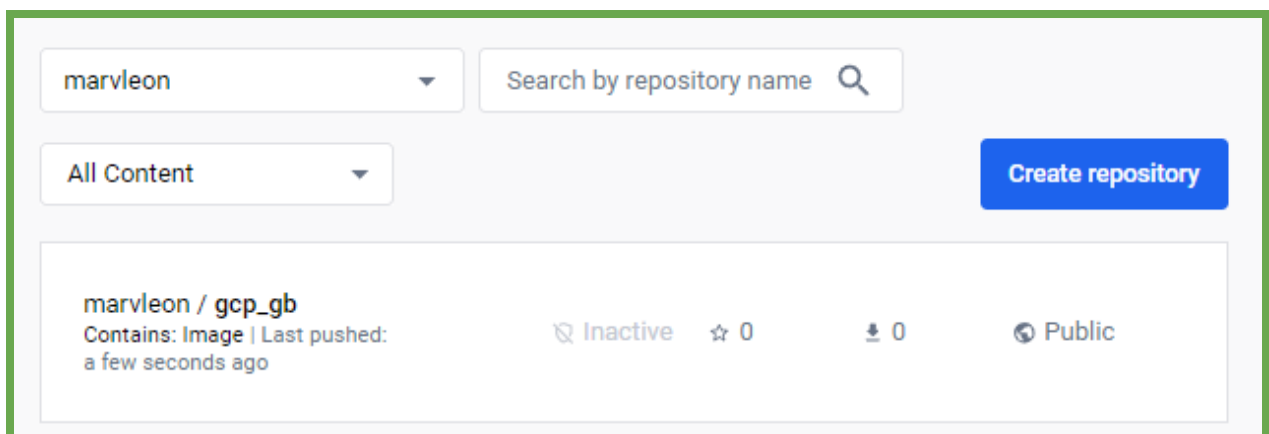 marvleon
Search by repository name
All Content
Create repository
marvleon / gcp_gb
Contains: Image | Last pushed:
a few seconds ago
Inactive
0
0
Public